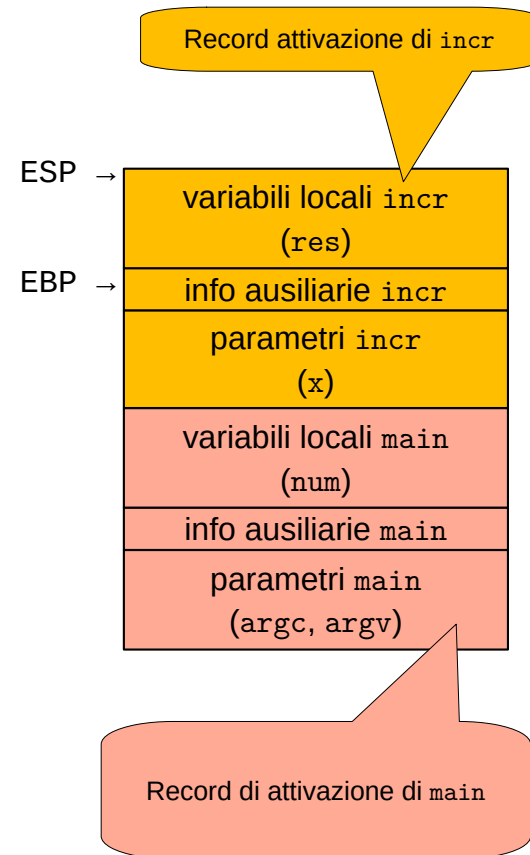 Record attivazione di incr
ESP →
variabili locali incr
(res)
EBP →
info ausiliarie incr
parametri incr
(x)
variabili locali main
(num)
info ausiliarie main
parametri main
(argc, argv)
Record di attivazione di main